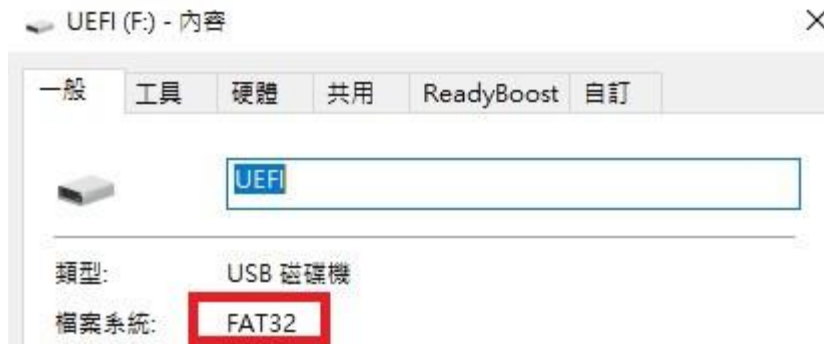 UEFI (F:) - 內容
一般 工具 硬體 共用 ReadyBoost 自訂
UEFI
類型: USB 磁碟機
檔案系統: FAT32